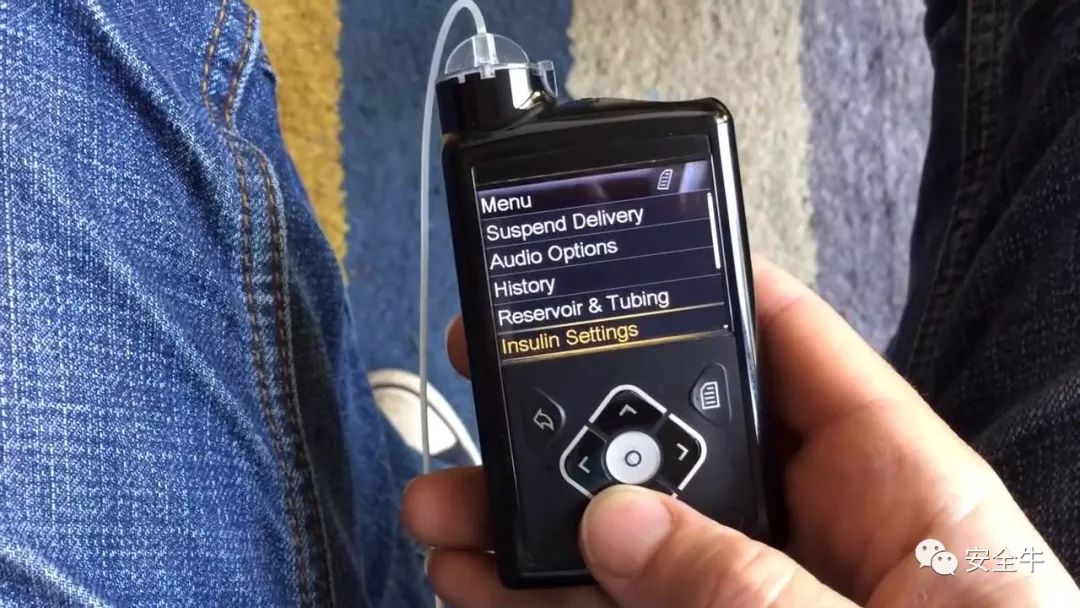 Menu
Suspend Delivery
Audio Options
History
Reservoir & Tubing
Insulin Settings
安全牛